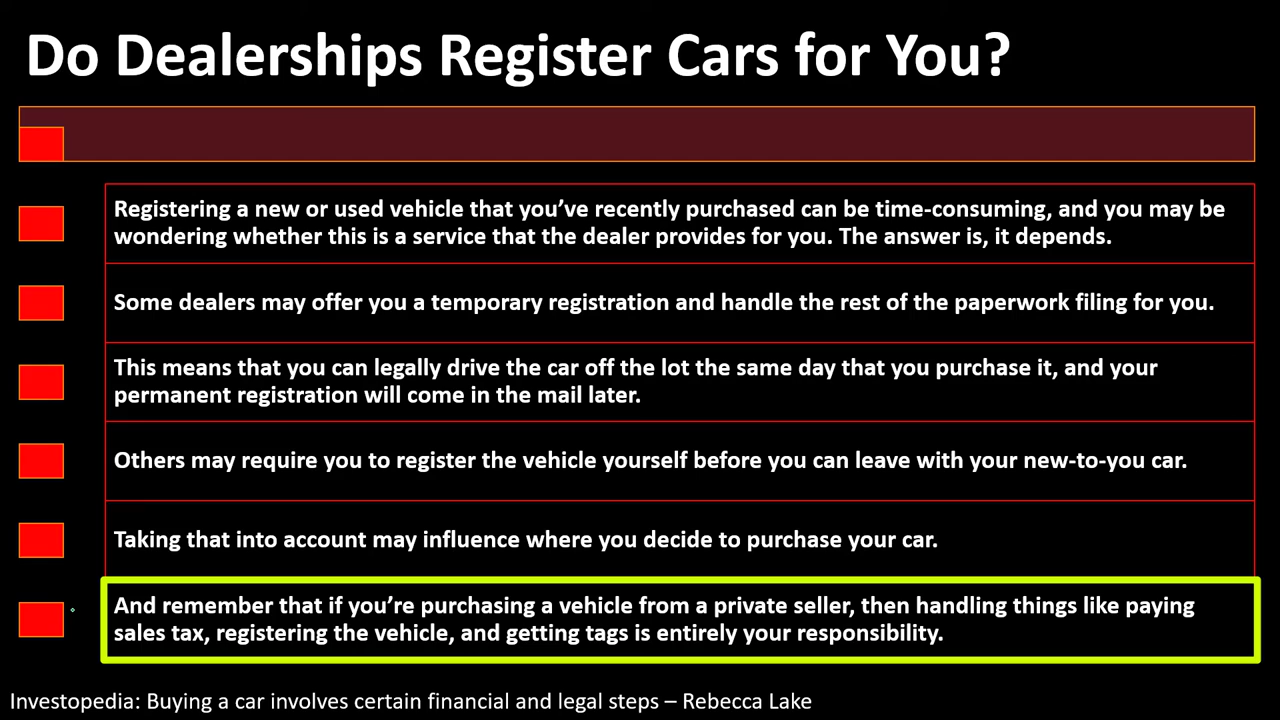 Do Dealerships Register Cars for You?
Registering a new or used vehicle that you’ve recently purchased can be time-consuming, and you may be
wondering whether this is a service that the dealer provides for you. The answer is, it depends.
Some dealers may offer you a temporary registration and handle the rest of the paperwork filing for you.
This means that you can legally drive the car off the lot the same day that you purchase it, and your
permanent registration will come in the mail later.
Others may require you to register the vehicle yourself before you can leave with your new-to-you car.
Taking that into account may influence where you decide to purchase your car.
And remember that if you’re purchasing a vehicle from a private seller, then handling things like paying
sales tax, registering the vehicle, and getting tags is entirely your responsibility.
Investopedia: Buying a car involves certain financial and legal steps – Rebecca Lake